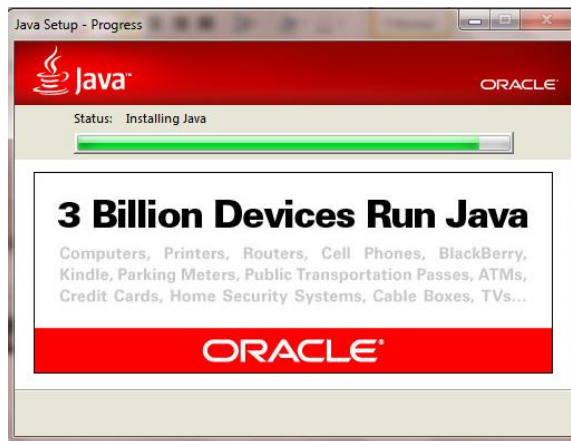 Java Setup - Progress
Java™
ORACLE
Status: Installing Java
3 Billion Devices Run Java
Computers, Printers, Routers, Cell Phones, BlackBerry,
Kindle, Parking Meters, Public Transportation Passes, ATMs,
Credit Cards, Home Security Systems, Cable Boxes, TVs...
ORACLE®